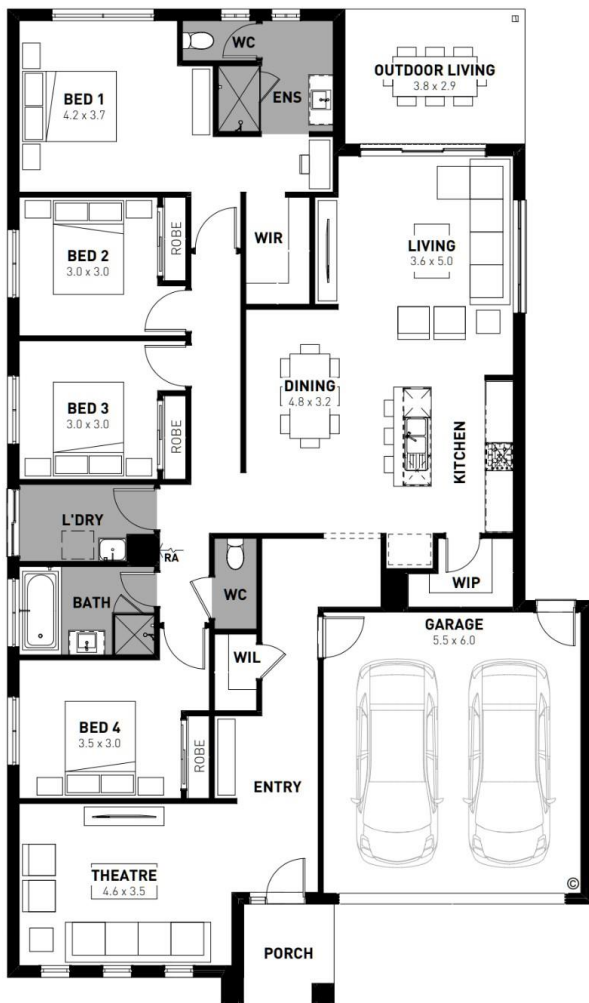 WC
ENS
OUTDOOR LIVING
3.8 x 2.9
BED 1
4.2 x 3.7
BED 2
3.0 x 3.0
ROBE
WIR
LIVING
3.6 x 5.0
DINING
4.8 x 3.2
BED 3
3.0 x 3.0
ROBE
KITCHEN
L'DRY
RA
BATH
WC
WIP
GARAGE
5.5 x 6.0
WIL
BED 4
3.5 x 3.0
ROBE
ENTRY
THEATRE
4.6 x 3.5
©
PORCH